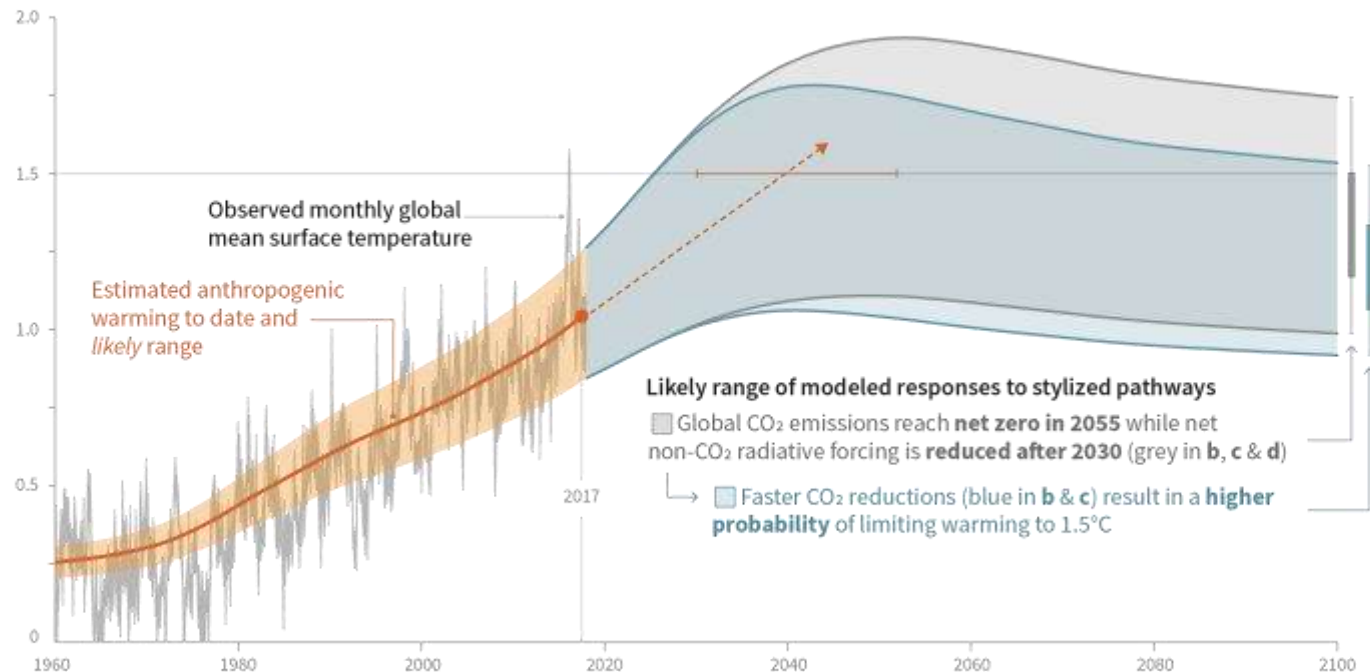 2.0
1.5
Observed monthly global
mean surface temperature
Estimated anthropogenic
warming to date and
likely range
1.0
Likely range of modeled responses to stylized pathways
Global CO₂ emissions reach net zero in 2055 while net
non-CO₂ radiative forcing is reduced after 2030 (grey in b, c & d)
0.5
2017
Faster CO₂ reductions (blue in b & c) result in a higher
probability of limiting warming to 1.5°C
0
1960 1980 2000 2020 2040 2060 2080 2100